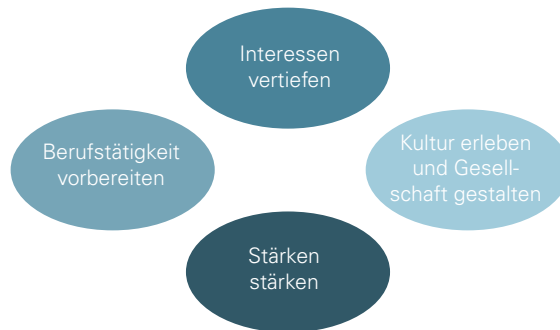 Interessen
vertiefen
Berufstätigkeit
vorbereiten
Kultur erleben
und Gesell-
schaft gestalten
Stärken
stärken